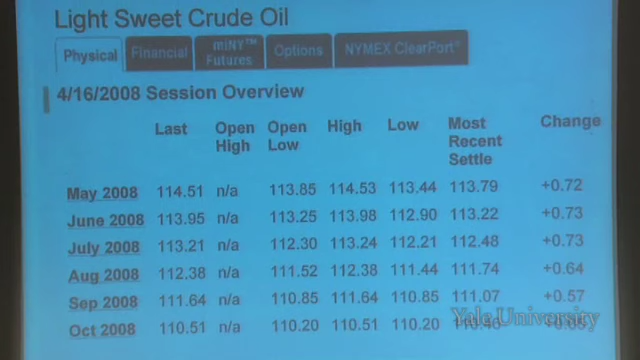 Light Sweet Crude Oil
Physical Financial miNY™ Futures Options NYMEX ClearPort®
4/16/2008 Session Overview
Last Open High Open Low High Low Most Recent Settle Change
May 2008 114.51 n/a 113.85 114.53 113.44 113.79 +0.72
June 2008 113.95 n/a 113.25 113.98 112.90 113.22 +0.73
July 2008 113.21 n/a 112.30 113.24 112.21 112.48 +0.73
Aug 2008 112.38 n/a 111.52 112.38 111.44 111.74 +0.64
Sep 2008 111.64 n/a 110.85 111.64 110.85 111.07 +0.57
Oct 2008 110.51 n/a 110.20 110.51 110.20
Yale University